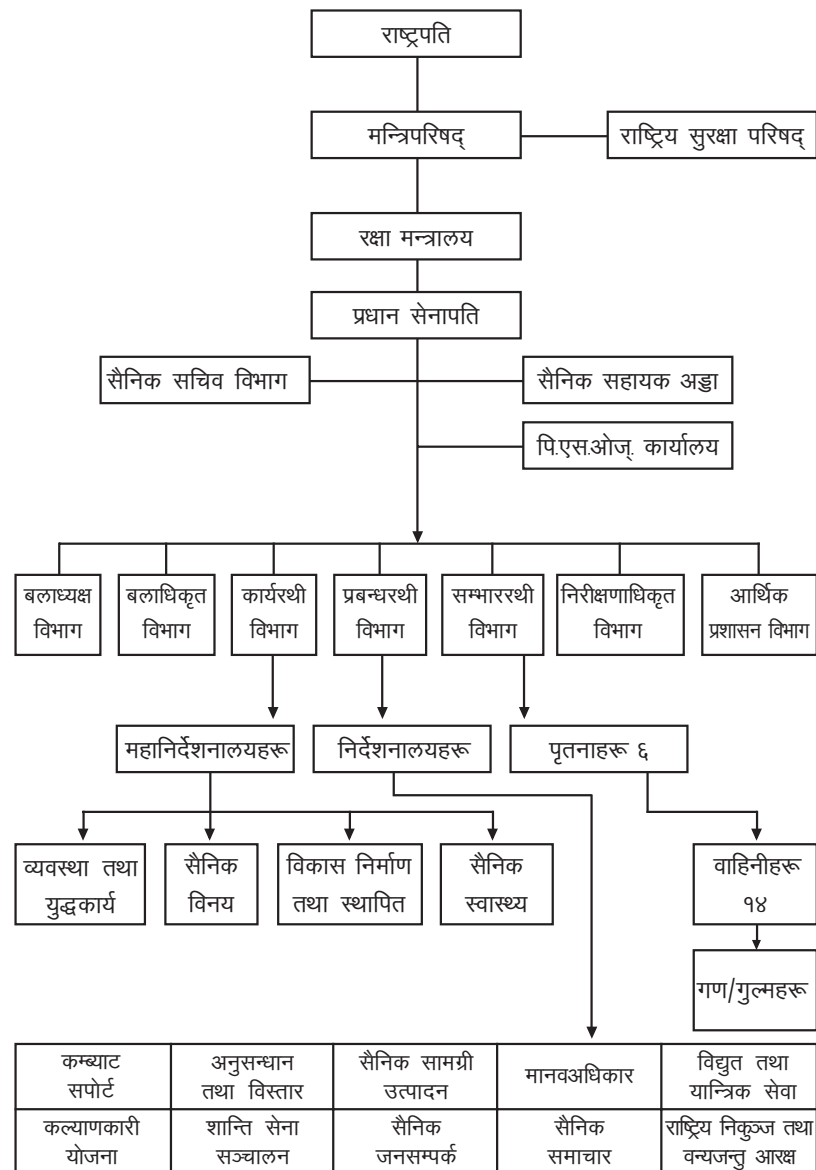 राष्ट्रपति
मन्त्रिपरिषद्
राष्ट्रिय सुरक्षा परिषद्
रक्षा मन्त्रालय
प्रधान सेनापति
सैनिक सचिव विभाग
सैनिक सहायक अड्डा
पि.एस.ओज्. कार्यालय
बलाध्यक्ष
विभाग
बलाधिकृत
विभाग
कार्यरथी
विभाग
प्रबन्धरथी
विभाग
सम्भाररथी
विभाग
निरीक्षणाधिकृत
विभाग
आर्थिक
प्रशासन विभाग
महानिर्देशनालयहरू
निर्देशनालयहरू
पृतनाहरू ६
व्यवस्था तथा
युद्धकार्य
सैनिक
विनय
विकास निर्माण
तथा स्थापित
सैनिक
स्वास्थ्य
वाहिनीहरू
१४
गण/गुल्महरू
कम्ब्याट
सपोर्ट
अनुसन्धान
तथा विस्तार
सैनिक सामग्री
उत्पादन
मानवअधिकार
विद्युत तथा
यान्त्रिक सेवा
कल्याणकारी
योजना
शान्ति सेना
सञ्चालन
सैनिक
जनसम्पर्क
सैनिक
समाचार
राष्ट्रिय निकुञ्ज तथा
वन्यजन्तु आरक्ष